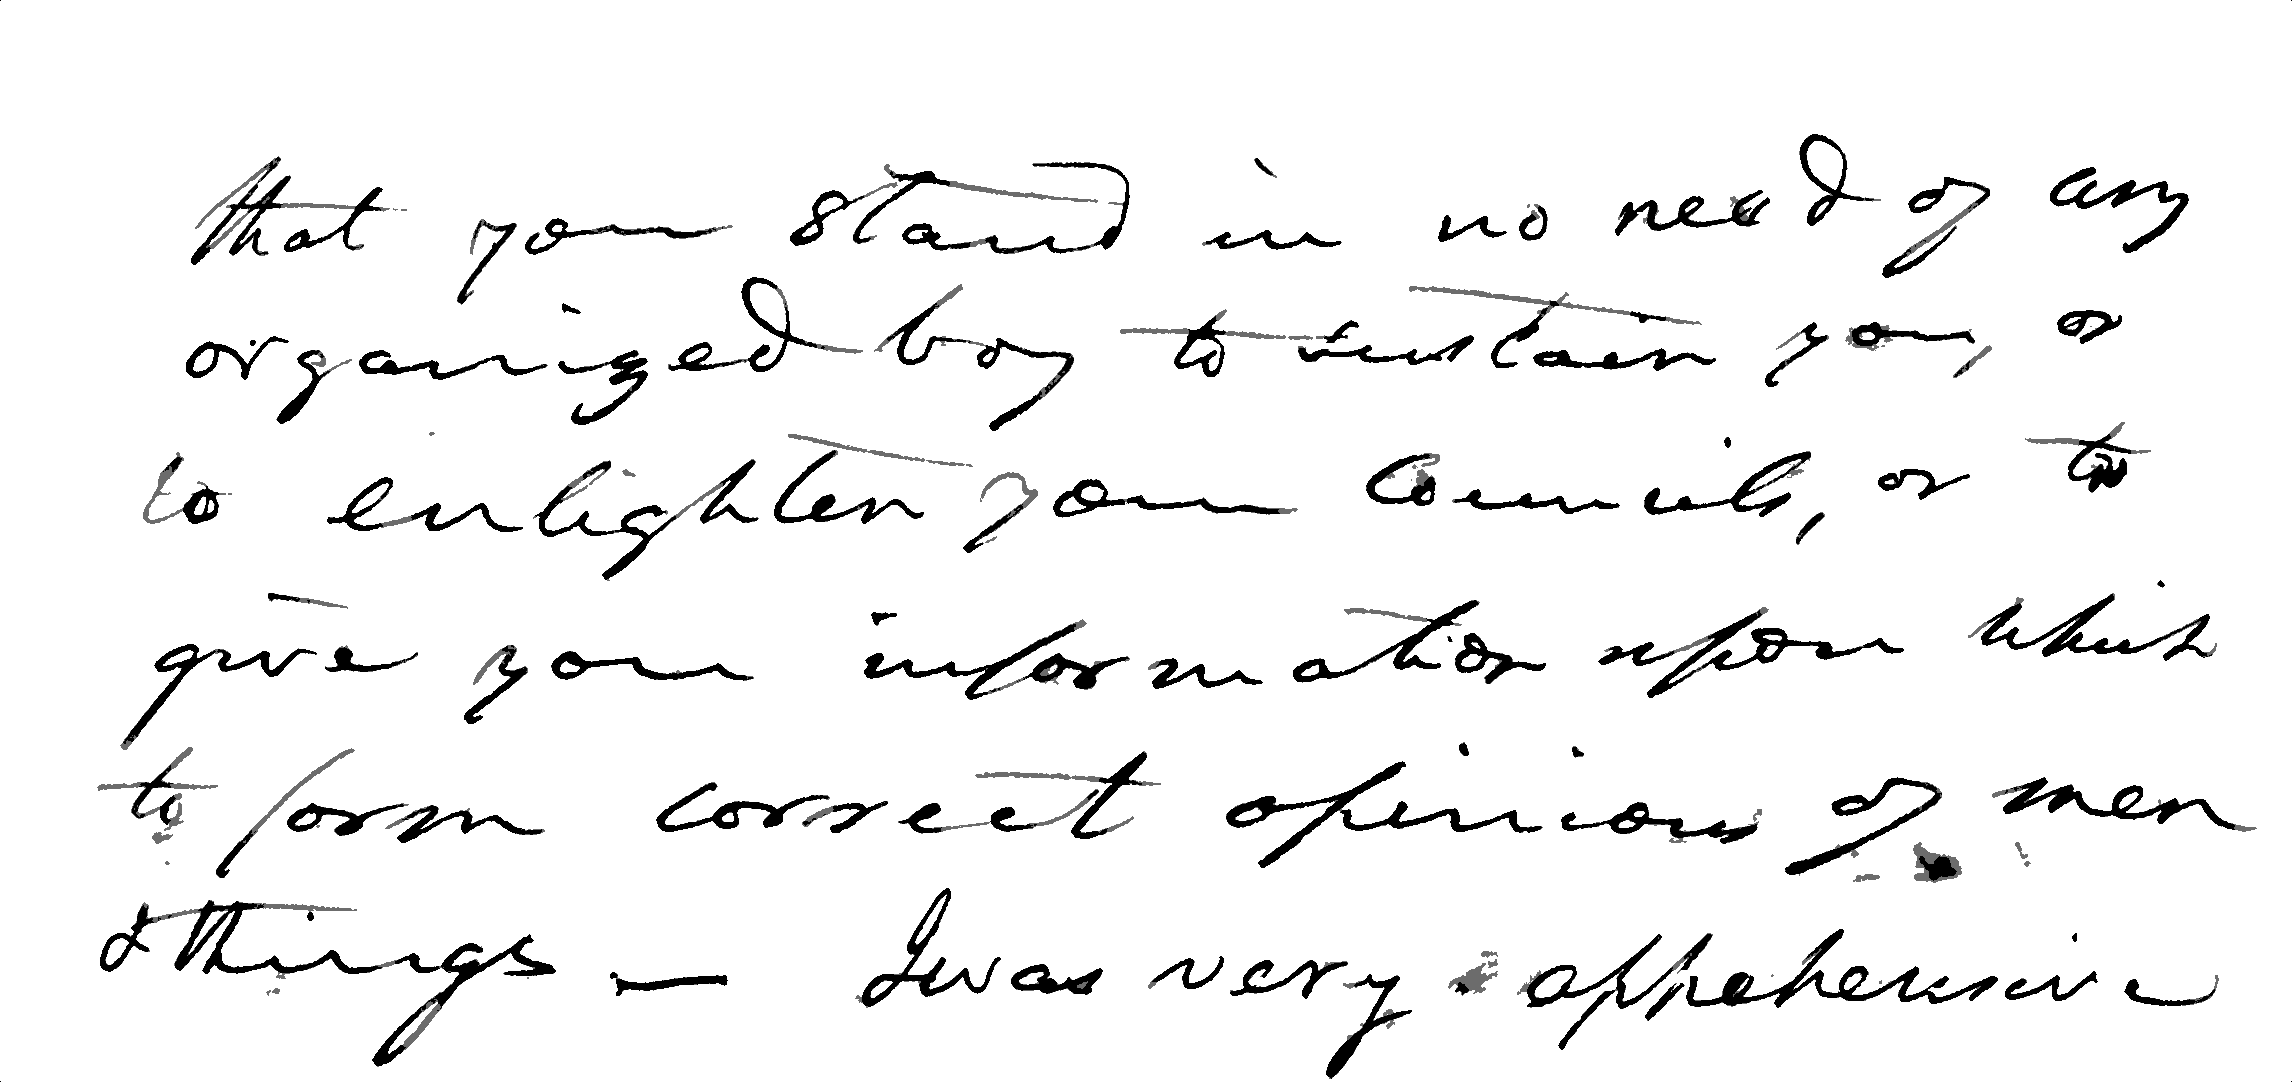 that you stand in no need of any
organized boy to sustain you, or
to enlighten your Councils, or to
give you information upon which
to form correct opinions of men
& things — I was very apprehensive